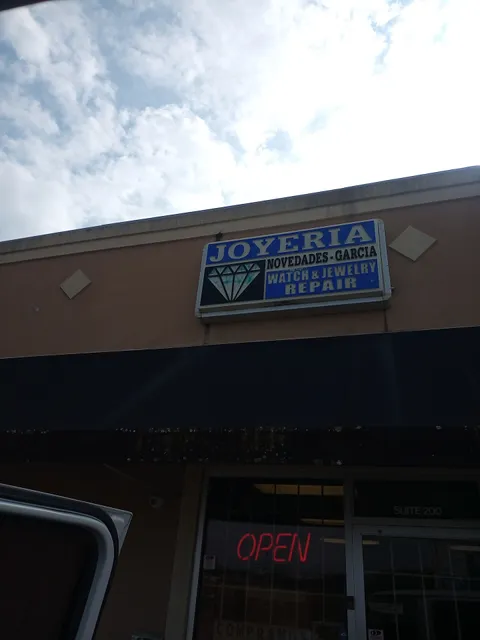 JOYERIA
NOVEDADES - GARCIA
WATCH & JEWELRY
REPAIR
SUITE 200
OPEN